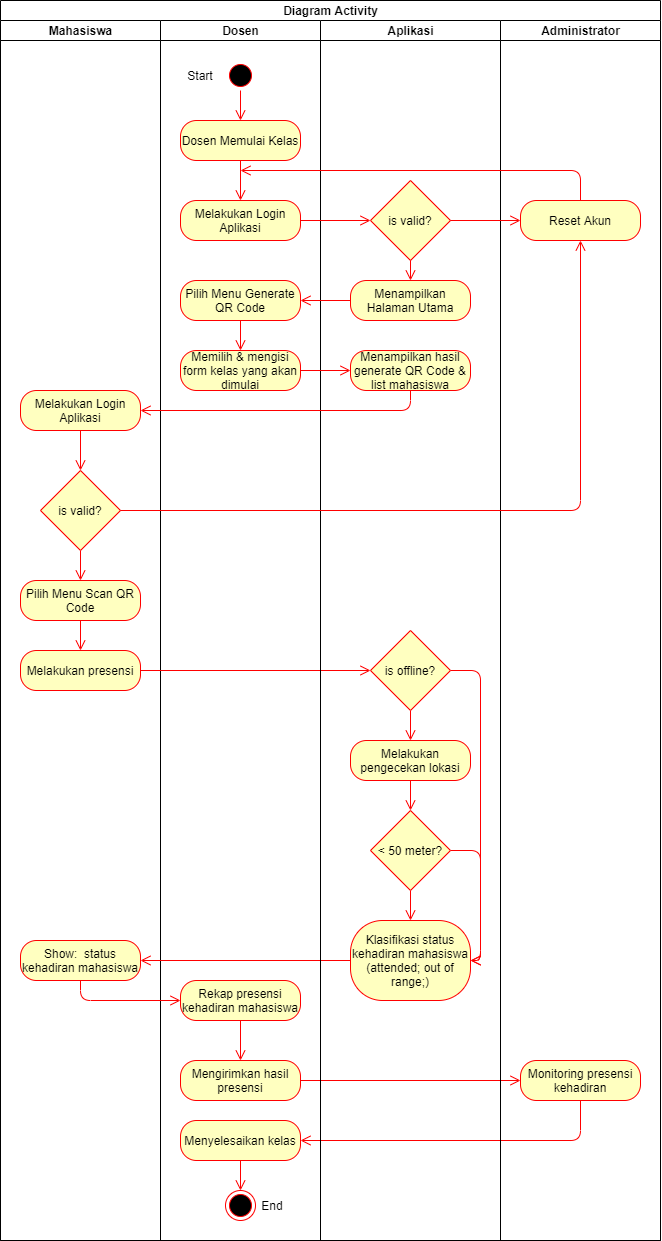 Diagram Activity
Mahasiswa
Dosen
Aplikasi
Administrator
Start
Dosen Memulai Kelas
Melakukan Login
Aplikasi
is valid?
Reset Akun
Pilih Menu Generate
QR Code
Menampilkan
Halaman Utama
Memilih & mengisi
form kelas yang akan
dimulai
Menampilkan hasil
generate QR Code &
list mahasiswa
Melakukan Login
Aplikasi
is valid?
Pilih Menu Scan QR
Code
Melakukan presensi
is offline?
Melakukan
pengecekan lokasi
< 50 meter?
Klasifikasi status
kehadiran mahasiswa
(attended; out of
range;)
Show: status
kehadiran mahasiswa
Rekap presensi
kehadiran mahasiswa
Mengirimkan hasil
presensi
Monitoring presensi
kehadiran
Menyelesaikan kelas
End